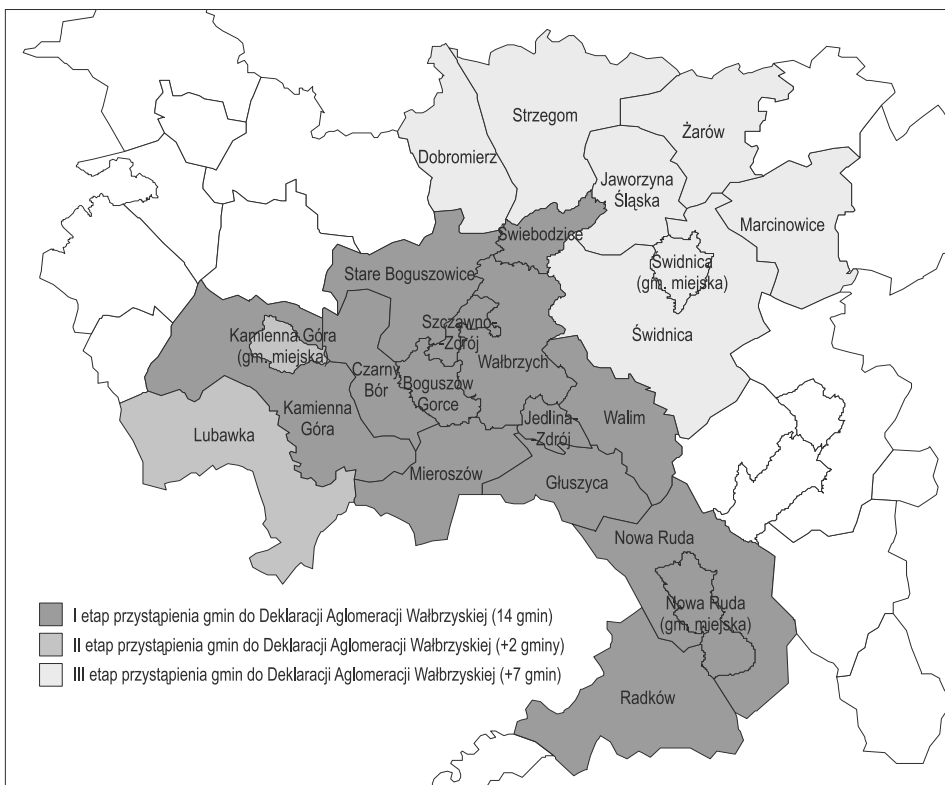 Strzegom
Żarów
Dobromierz
Jaworzyna
Śląska
Marcinowice
Świebodzice
Stare Boguszowice
Świdnica
(gm. miejska)
Szczawno-
-Zdrój
Kamienna Góra
(gm. miejska)
Świdnica
Wałbrzych
Czarny
Bór
Boguszów
Gorce
Kamienna
Góra
Jedlina-
Zdrój
Walim
Lubawka
Mieroszów
Głuszyca
Nowa Ruda
Nowa Ruda
(gm. miejska)
Radków
I etap przystąpienia gmin do Deklaracji Aglomeracji Wałbrzyskiej (14 gmin)
II etap przystąpienia gmin do Deklaracji Aglomeracji Wałbrzyskiej (+2 gminy)
III etap przystąpienia gmin do Deklaracji Aglomeracji Wałbrzyskiej (+7 gmin)